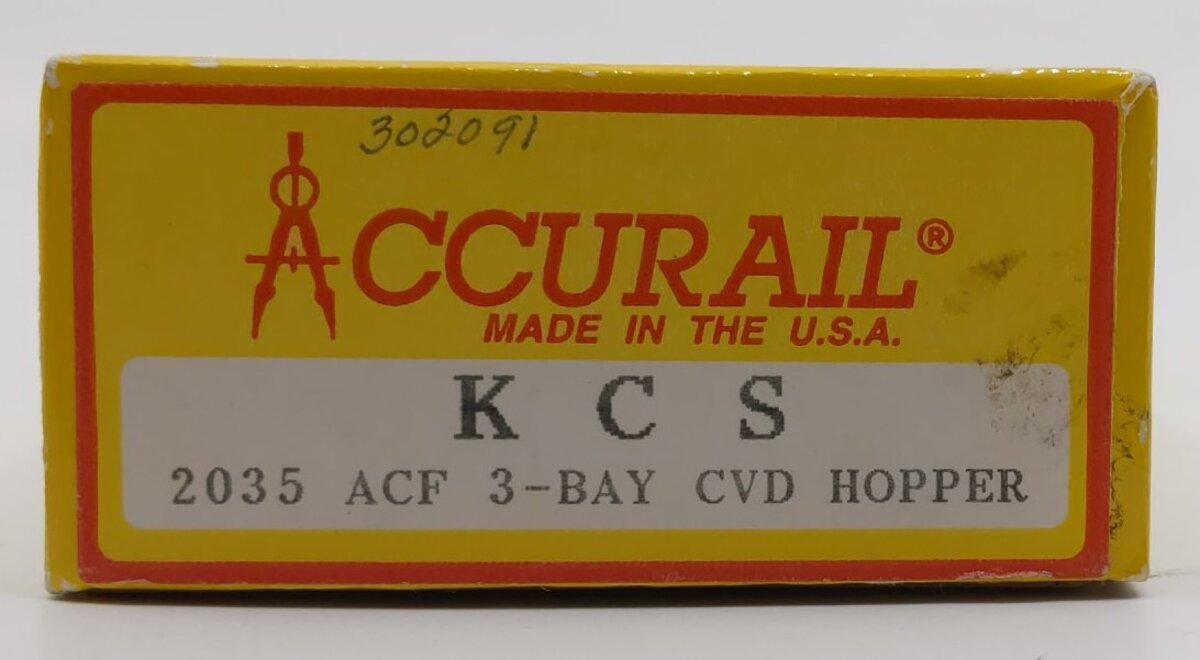 302091
ACCURAIL®
MADE IN THE U.S.A.
K C S
2035 ACF 3-BAY CVD HOPPER